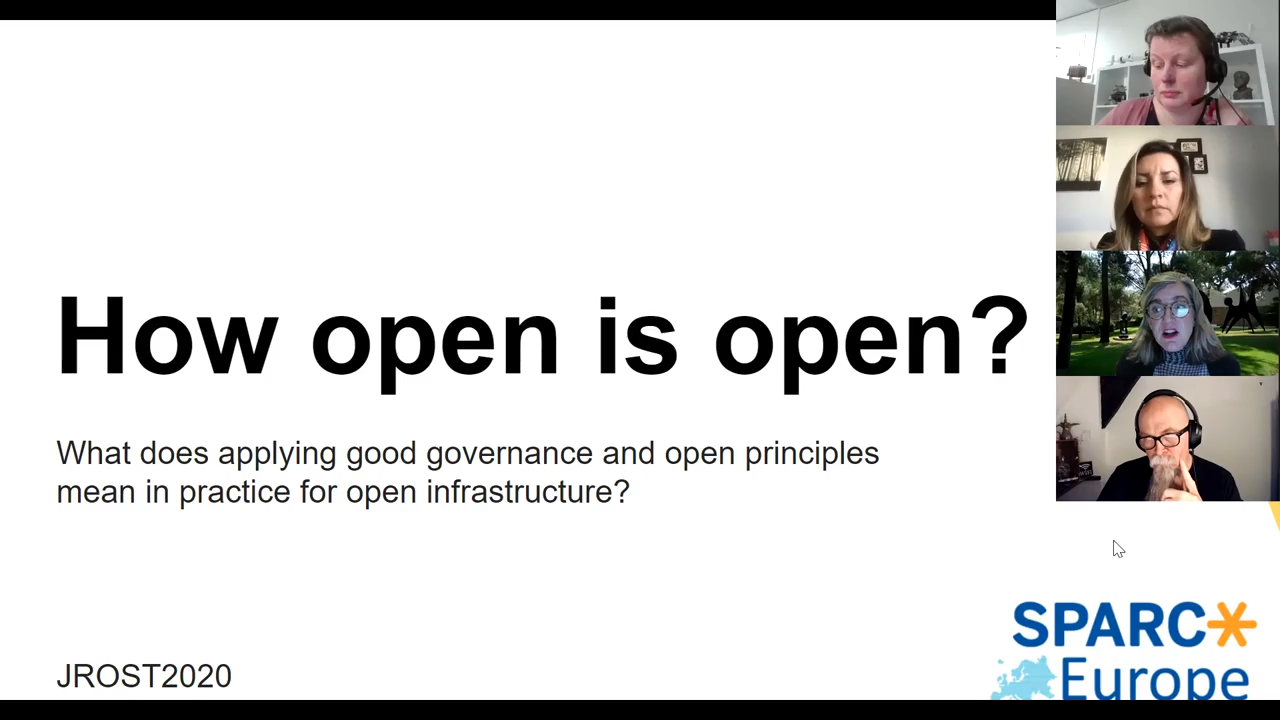 How open is open?
What does applying good governance and open principles
mean in practice for open infrastructure?
JROST2020
SPARC
Europe